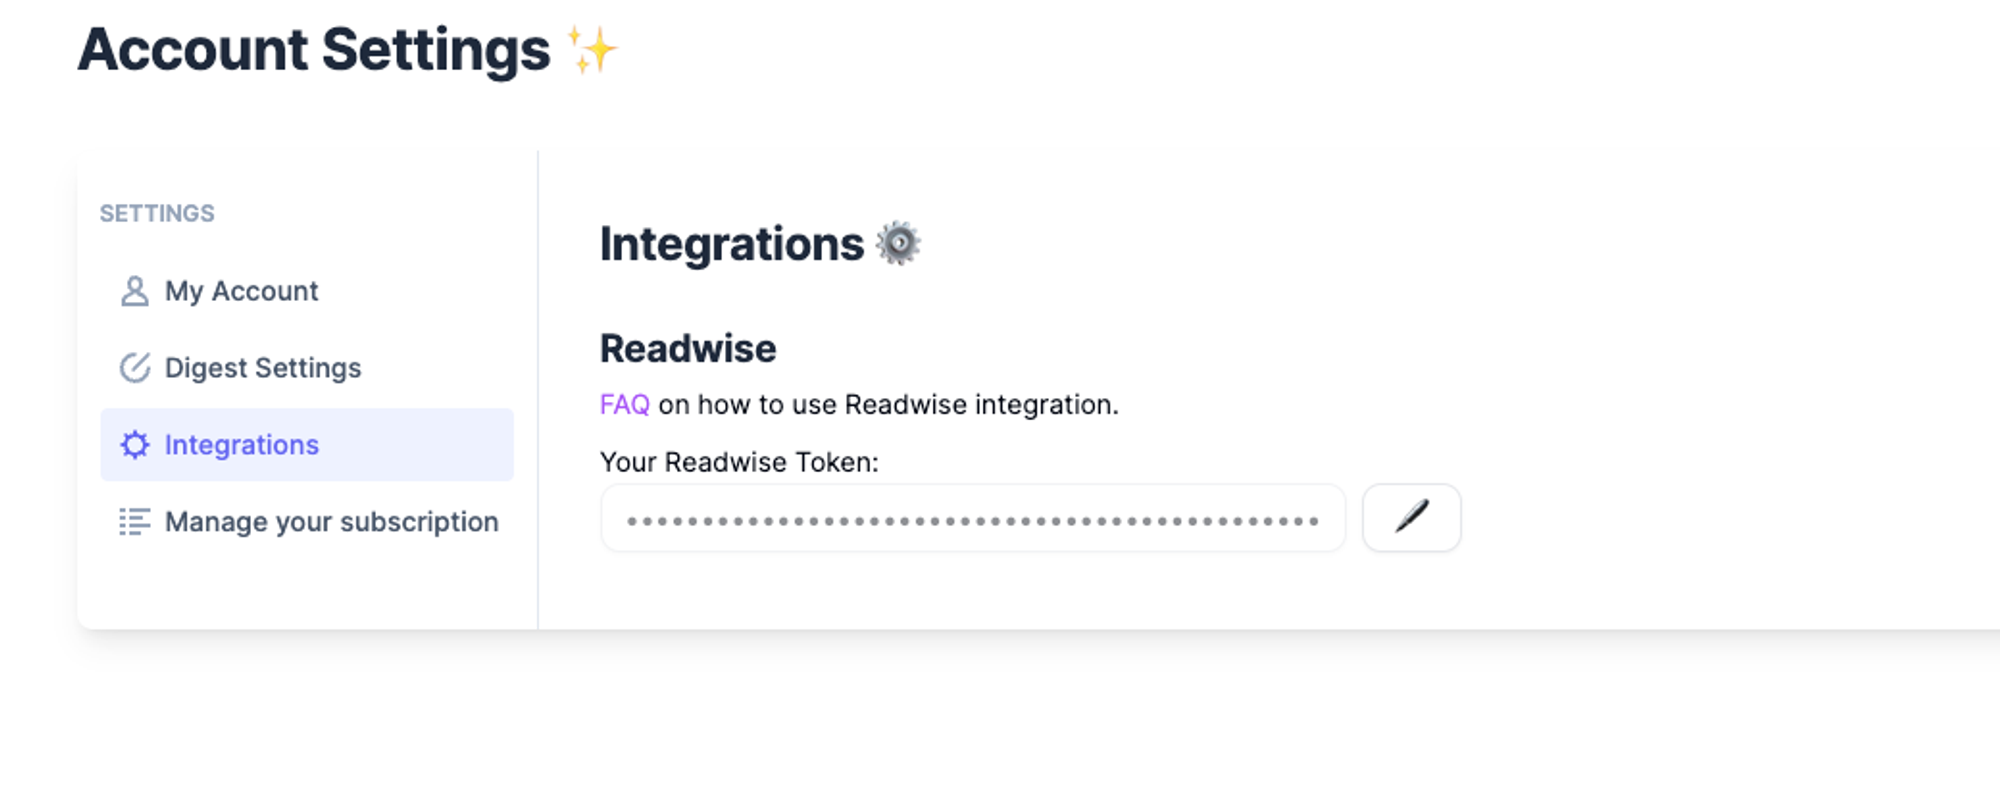 Account Settings ✨
SETTINGS
My Account
Digest Settings
Integrations
Manage your subscription
Integrations ⚙️
Readwise
FAQ on how to use Readwise integration.
Your Readwise Token: